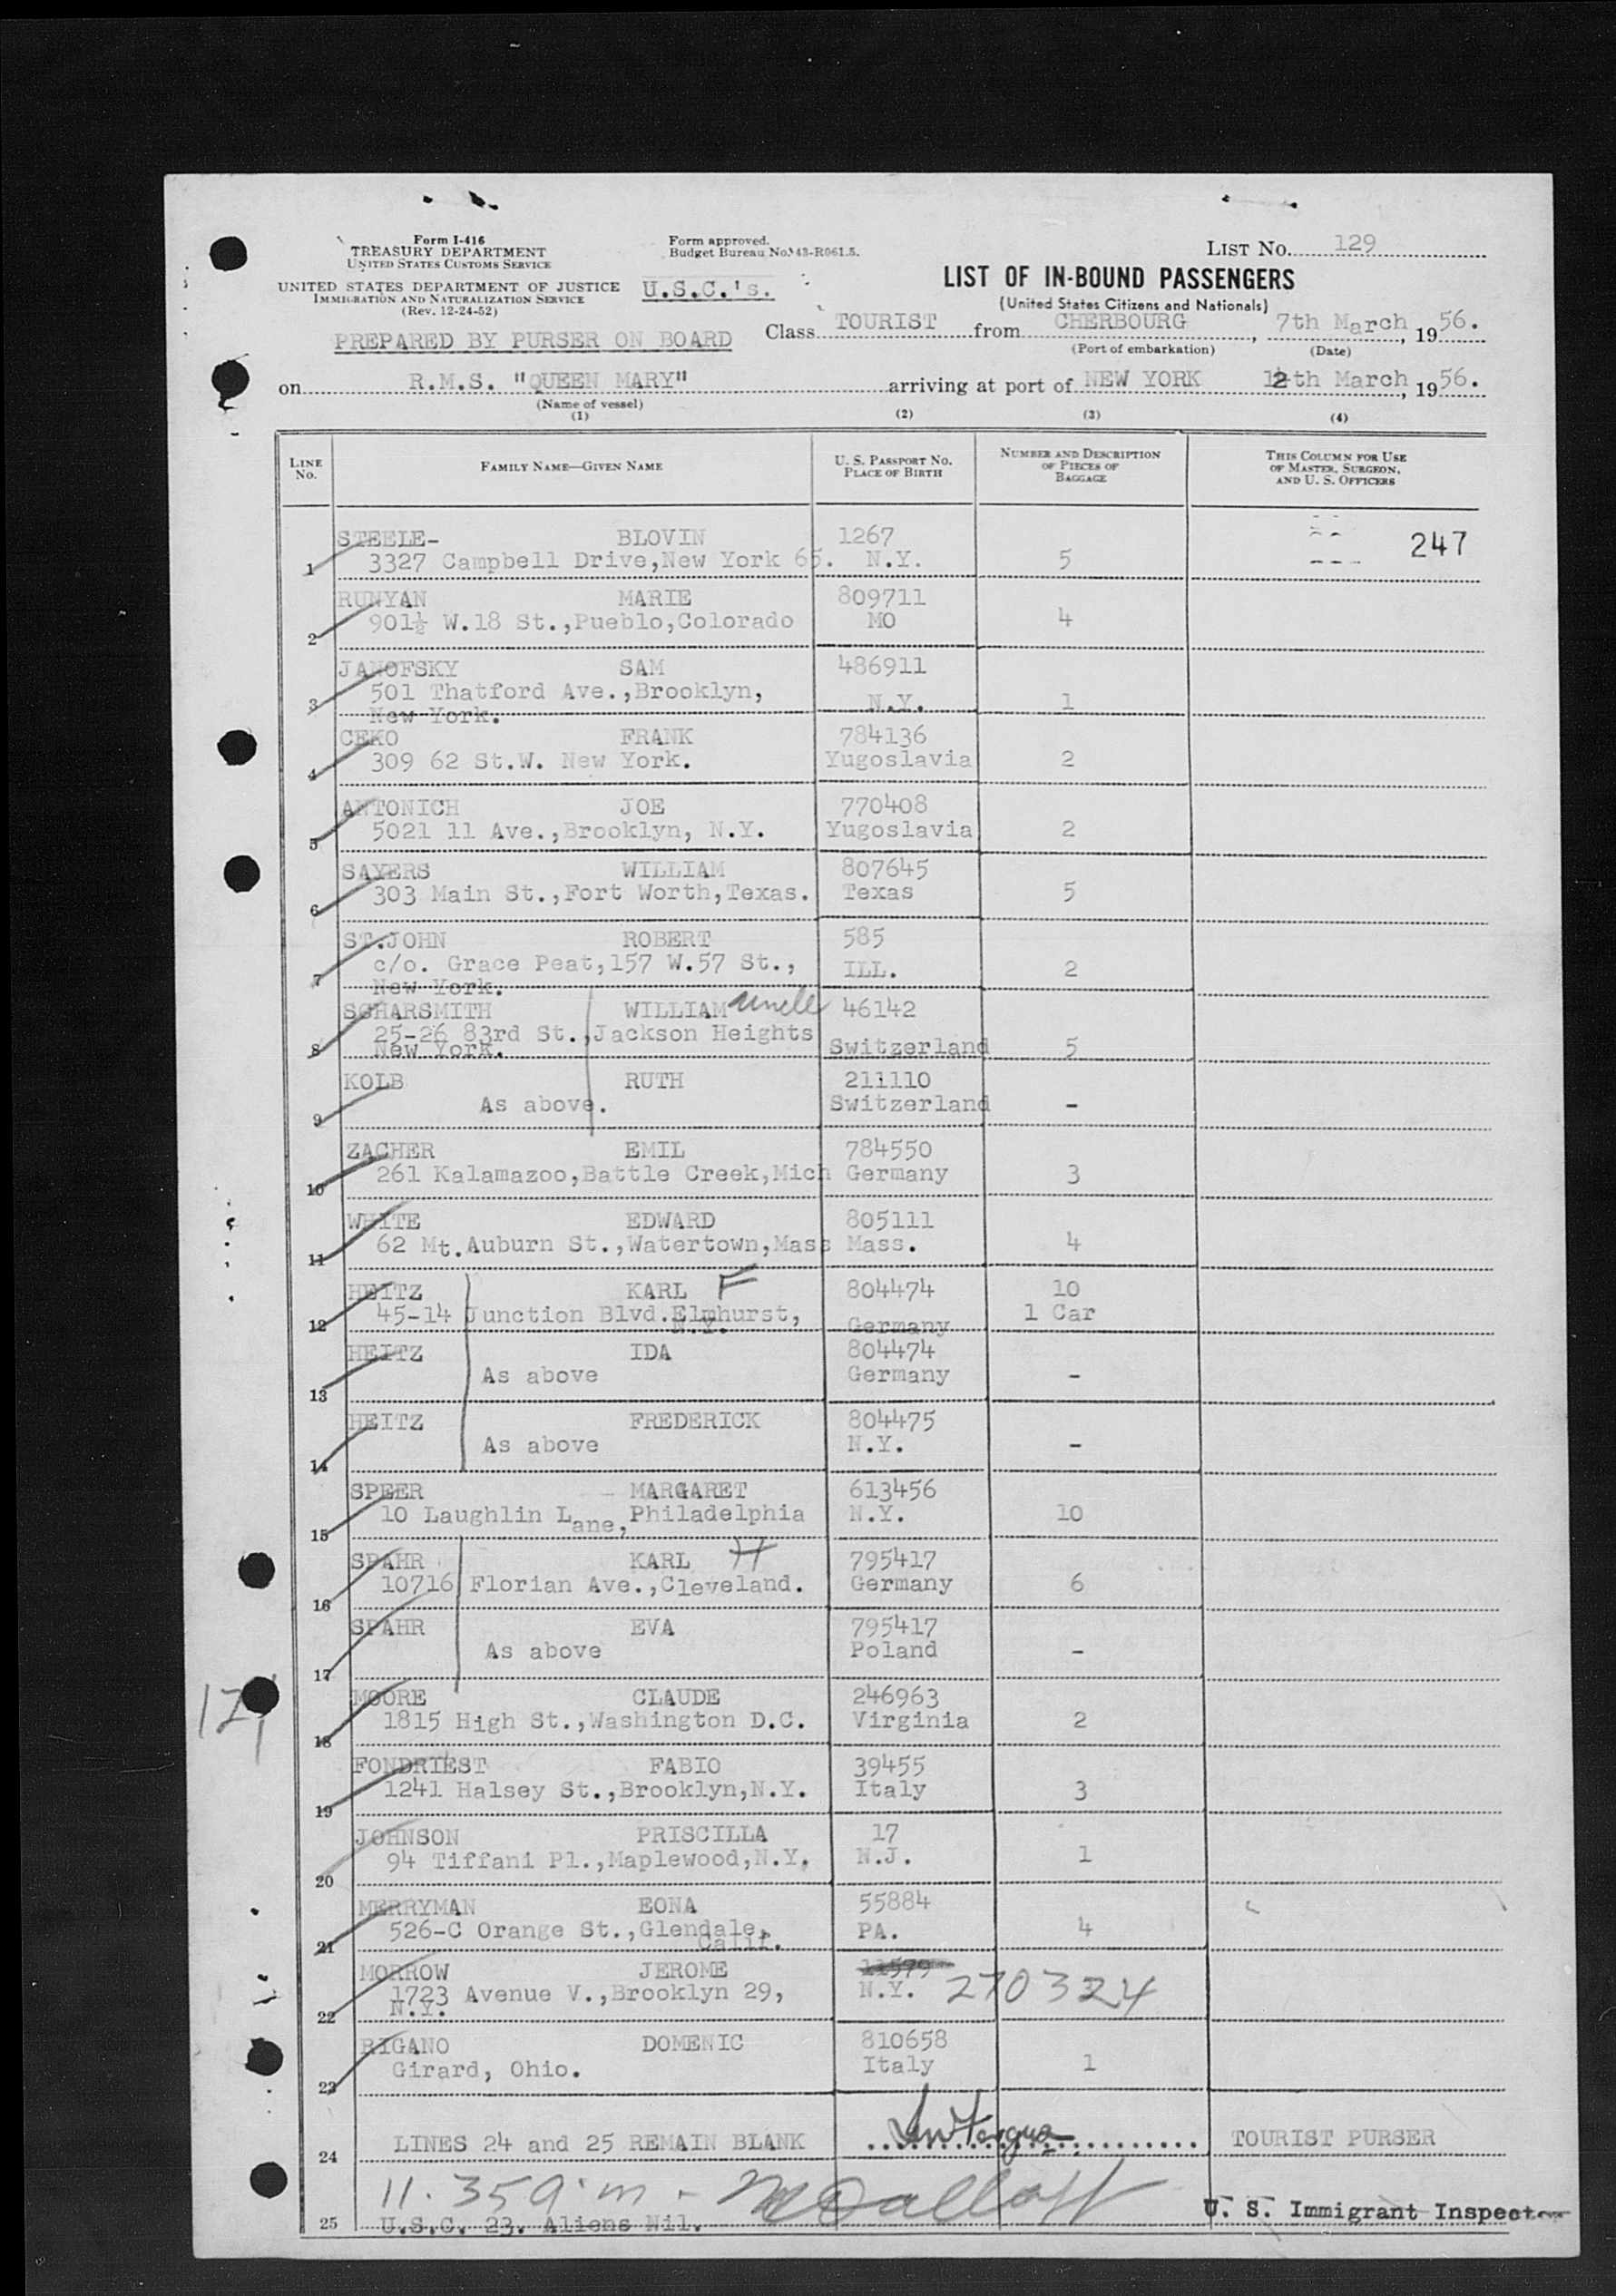 Form I-416
TREASURY DEPARTMENT
UNITED STATES CUSTOMS SERVICE
UNITED STATES DEPARTMENT OF JUSTICE
IMMIGRATION AND NATURALIZATION SERVICE
(Rev. 12-24-52)
PREPARED BY PURSER ON BOARD
Form approved.
Budget Bureau No. 43-R061.5.
U.S.C.'s.
LIST NO. 129
LIST OF IN-BOUND PASSENGERS
(United States Citizens and Nationals)
Class TOURIST from CHERBOURG, 7th March, 1956.
(Port of embarkation) (Date)
on R.M.S. "QUEEN MARY" arriving at port of NEW YORK 12th March, 1956.
(Name of vessel)
(1) (2) (3) (4)
LINE NO. FAMILY NAME—GIVEN NAME U. S. PASSPORT NO. PLACE OF BIRTH NUMBER AND DESCRIPTION OF PIECES OF BAGGAGE THIS COLUMN FOR USE OF MASTER, SURGEON, AND U. S. OFFICERS
STEELE- BLOVIN 1267 247
1 3327 Campbell Drive,New York 65. N.Y. 5
RUNYAN MARIE 809711
2 901½ W.18 St.,Pueblo,Colorado MO 4
JANOFSKY SAM 486911
3 501 Thatford Ave.,Brooklyn, N.Y. 1
New York.
CEKO FRANK 784136
4 309 62 St.W. New York. Yugoslavia 2
ANTONICH JOE 770408
5 5021 11 Ave.,Brooklyn, N.Y. Yugoslavia 2
SAYERS WILLIAM 807645
6 303 Main St.,Fort Worth,Texas. Texas 5
ST.JOHN ROBERT 585
7 c/o. Grace Peat,157 W.57 St., ILL. 2
New York.
SCHARSMITH WILLIAM uncle 46142
25-26 83rd St.,Jackson Heights
8 New York. Switzerland 5
KOLB RUTH 211110
9 As above. Switzerland -
ZACHER EMIL 784550
10 261 Kalamazoo,Battle Creek,Mich Germany 3
WHITE EDWARD 805111
11 62 Mt.Auburn St.,Watertown,Mass Mass. 4
HEITZ KARL F 804474 10
12 45-14 Junction Blvd.Elmhurst, 1 Car
N.Y. Germany
HEITZ IDA 804474
13 As above Germany -
HEITZ FREDERICK 804475
14 As above N.Y. -
SPEER - MARGARET 613456
15 10 Laughlin Lane, Philadelphia N.Y. 10
SPAHR KARL H 795417
16 10716 Florian Ave.,Cleveland. Germany 6
SPAHR EVA 795417
17 As above Poland -
MOORE CLAUDE 246963
18 1815 High St.,Washington D.C. Virginia 2
FONDRIEST FABIO 39455
19 1241 Halsey St.,Brooklyn,N.Y. Italy 3
JOHNSON PRISCILLA 17
20 94 Tiffani Pl.,Maplewood,N.Y. N.J. 1
MERRYMAN EONA 55884
21 526-C Orange St.,Glendale, PA. 4
Calif.
MORROW JEROME 11579
22 1723 Avenue V.,Brooklyn 29, N.Y. 270324
N.Y.
RIGANO DOMENIC 810658
23 Girard, Ohio. Italy 1
24 LINES 24 and 25 REMAIN BLANK TOURIST PURSER
11.35 a.m -
25 U.S.C. 23. Aliens Nil. U. S. Immigrant Inspector